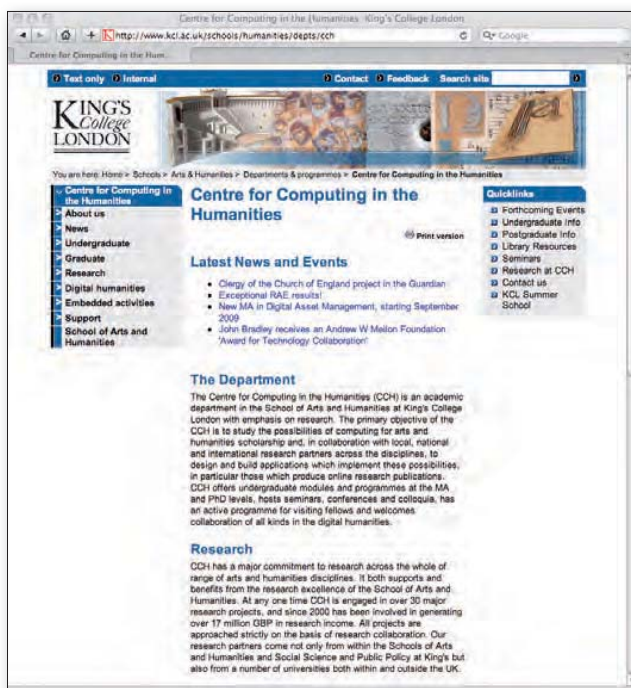 Centre for Computing in the Humanities King's College London
http://www.kcl.ac.uk/schools/humanities/depts/cch
Google
Centre for Computing in the Hum...
Text only Internal Contact Feedback Search site
KING'S
College
LONDON
You are here: Home > Schools > Arts & Humanities > Departments & programmes > Centre for Computing in the Humanities
Centre for Computing in
the Humanities
About us
News
Undergraduate
Graduate
Research
Digital humanities
Embedded activities
Support
School of Arts and
Humanities
Centre for Computing in the
Humanities
Print version
Latest News and Events
Clergy of the Church of England project in the Guardian
Exceptional RAE results!
New MA in Digital Asset Management, starting September
2009
John Bradley receives an Andrew W Mellon Foundation
'Award for Technology Collaboration'
The Department
The Centre for Computing in the Humanities (CCH) is an academic
department in the School of Arts and Humanities at King's College
London with emphasis on research. The primary objective of the
CCH is to study the possibilities of computing for arts and
humanities scholarship and, in collaboration with local, national
and international research partners across the disciplines, to
design and build applications which implement these possibilities,
in particular those which produce online research publications.
CCH offers undergraduate modules and programmes at the MA
and PhD levels, hosts seminars, conferences and colloquia, has
an active programme for visiting fellows and welcomes
collaboration of all kinds in the digital humanities.
Research
CCH has a major commitment to research across the whole of
range of arts and humanities disciplines. It both supports and
benefits from the research excellence of the School of Arts and
Humanities. At any one time CCH is engaged in over 30 major
research projects, and since 2000 has been involved in generating
over 17 million GBP in research income. All projects are
approached strictly on the basis of research collaboration. Our
research partners come not only from within the Schools of Arts
and Humanities and Social Science and Public Policy at King's but
also from a number of universities both within and outside the UK.
Quicklinks
Forthcoming Events
Undergraduate Info
Postgraduate Info
Library Resources
Seminars
Research at CCH
Contact us
KCL Summer
School